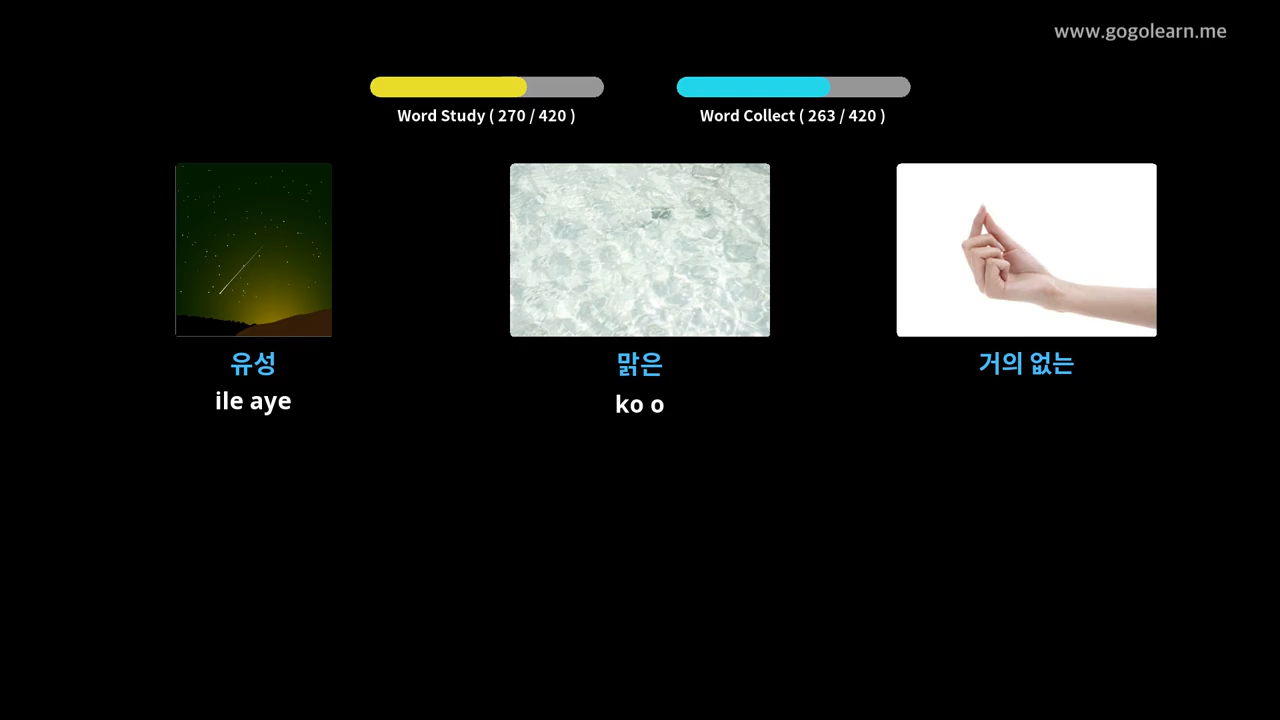 www.gogolearn.me
Word Study ( 270 / 420 )
Word Collect ( 263 / 420 )
유성
맑은
거의 없는
ile aye
ko o